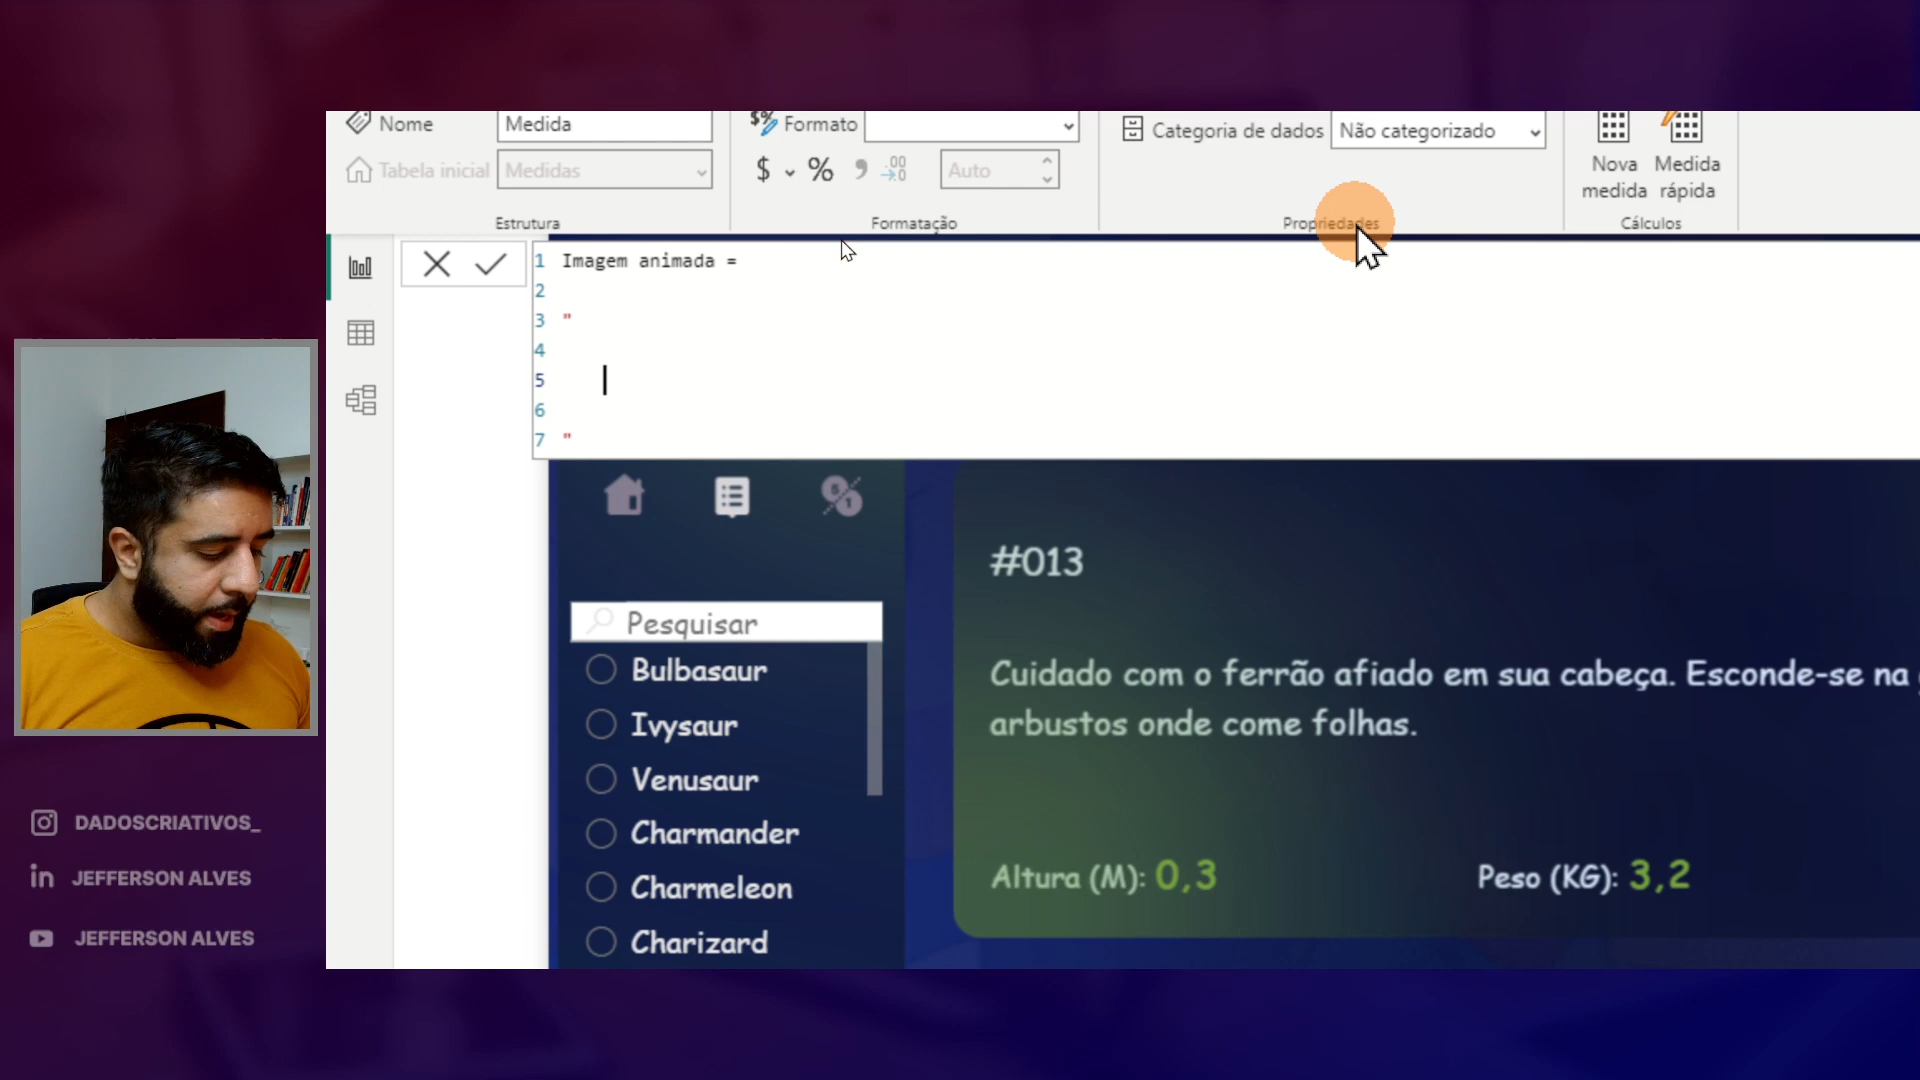 Nome
Medida
Formato
Categoria de dados
Não categorizado
Tabela inicial
Medidas
$
%
Auto
Nova medida
Medida rápida
Estrutura
Formatação
Propriedades
Cálculos
1 Imagem animada =
2
3 "
4
5
6
7 "
#013
Pesquisar
Bulbasaur
Ivysaur
Venusaur
Charmander
Charmeleon
Charizard
Cuidado com o ferrão afiado em sua cabeça. Esconde-se na
arbustos onde come folhas.
Altura (M): 0,3
Peso (KG): 3,2
DADOSCRIATIVOS_
in JEFFERSON ALVES
JEFFERSON ALVES